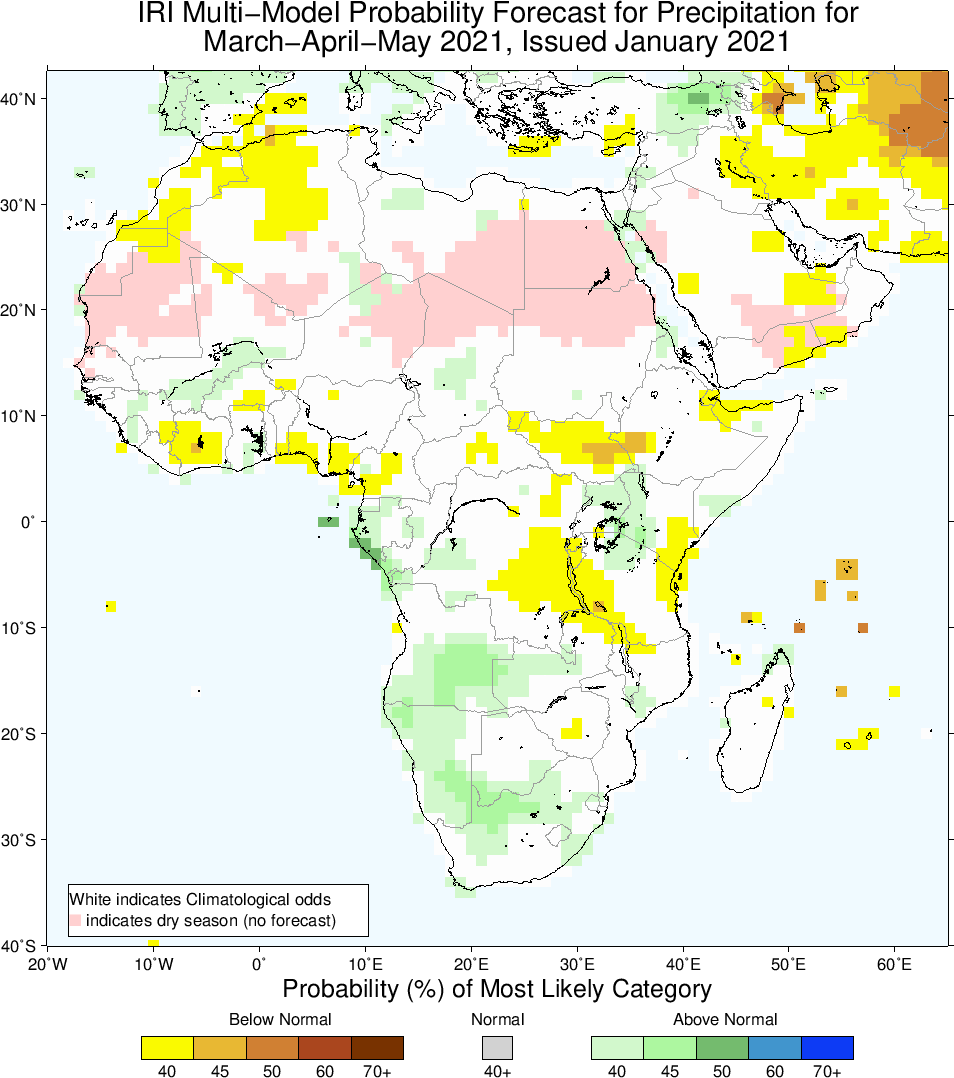 IRI Multi−Model Probability Forecast for Precipitation for
March−April−May 2021, Issued January 2021
40˚N
30˚N
20˚N
10˚N
0˚
10˚S
20˚S
30˚S
40˚S
White indicates Climatological odds
indicates dry season (no forecast)
20˚W 10˚W 0˚ 10˚E 20˚E 30˚E 40˚E 50˚E 60˚E
Probability (%) of Most Likely Category
Below Normal Normal Above Normal
40 45 50 60 70+ 40+ 40 45 50 60 70+